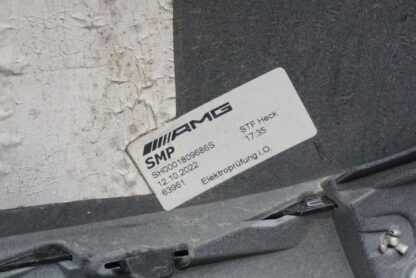 AMG
SMP
SH0001809686S
12.10.2022
63961
STF Heck
17:35
Elektroprüfung i.O.